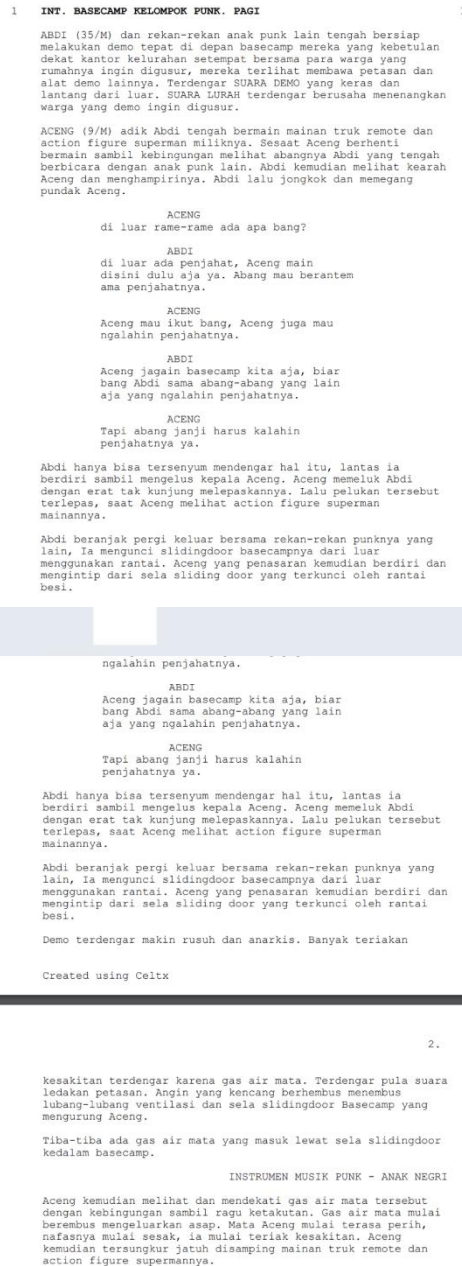 1 INT. BASECAMP KELOMPOK PUNK. PAGI
ABDI (35/M) dan rekan-rekan anak punk lain tengah bersiap
melakukan demo tepat di depan basecamp mereka yang kebetulan
dekat kantor kelurahan setempat bersama para warga yang
rumahnya ingin digusur, mereka terlihat membawa petasan dan
alat demo lainnya. Terdengar SUARA DEMO yang keras dan
lantang dari luar. SUARA LURAH terdengar berusaha menenangkan
warga yang demo ingin digusur.
ACENG (9/M) adik Abdi tengah bermain mainan truk remote dan
action figure superman miliknya. Sesaat Aceng berhenti
bermain sambil kebingungan melihat abangnya Abdi yang tengah
berbicara dengan anak punk lain. Abdi kemudian melihat kearah
Aceng dan menghampirinya. Abdi lalu jongkok dan memegang
pundak Aceng.
ACENG
di luar rame-rame ada apa bang?
ABDI
di luar ada penjahat, Aceng main
disini dulu aja ya. Abang mau berantem
ama penjahatnya.
ACENG
Aceng mau ikut bang, Aceng juga mau
ngalahin penjahatnya.
ABDI
Aceng jagain basecamp kita aja, biar
bang Abdi sama abang-abang yang lain
aja yang ngalahin penjahatnya.
ACENG
Tapi abang janji harus kalahin
penjahatnya ya.
Abdi hanya bisa tersenyum mendengar hal itu, lantas ia
berdiri sambil mengelus kepala Aceng. Aceng memeluk Abdi
dengan erat tak kunjung melepaskannya. Lalu pelukan tersebut
terlepas, saat Aceng melihat action figure superman
mainannya.
Abdi beranjak pergi keluar bersama rekan-rekan punknya yang
lain, Ia mengunci slidingdoor basecampnya dari luar
menggunakan rantai. Aceng yang penasaran kemudian berdiri dan
mengintip dari sela sliding door yang terkunci oleh rantai
besi.
ngalahin penjahatnya.
ABDI
Aceng jagain basecamp kita aja, biar
bang Abdi sama abang-abang yang lain
aja yang ngalahin penjahatnya.
ACENG
Tapi abang janji harus kalahin
penjahatnya ya.
Abdi hanya bisa tersenyum mendengar hal itu, lantas ia
berdiri sambil mengelus kepala Aceng. Aceng memeluk Abdi
dengan erat tak kunjung melepaskannya. Lalu pelukan tersebut
terlepas, saat Aceng melihat action figure superman
mainannya.
Abdi beranjak pergi keluar bersama rekan-rekan punknya yang
lain, Ia mengunci slidingdoor basecampnya dari luar
menggunakan rantai. Aceng yang penasaran kemudian berdiri dan
mengintip dari sela sliding door yang terkunci oleh rantai
besi.
Demo terdengar makin rusuh dan anarkis. Banyak teriakan
Created using Celtx
2.
kesakitan terdengar karena gas air mata. Terdengar pula suara
ledakan petasan. Angin yang kencang berhembus menembus
lubang-lubang ventilasi dan sela slidingdoor Basecamp yang
mengurung Aceng.
Tiba-tiba ada gas air mata yang masuk lewat sela slidingdoor
kedalam basecamp.
INSTRUMEN MUSIK PUNK - ANAK NEGRI
Aceng kemudian melihat dan mendekati gas air mata tersebut
dengan kebingungan sambil ragu ketakutan. Gas air mata mulai
berembus mengeluarkan asap. Mata Aceng mulai terasa perih,
nafasnya mulai sesak, ia mulai teriak kesakitan. Aceng
kemudian tersungkur jatuh disamping mainan truk remote dan
action figure supermannya.